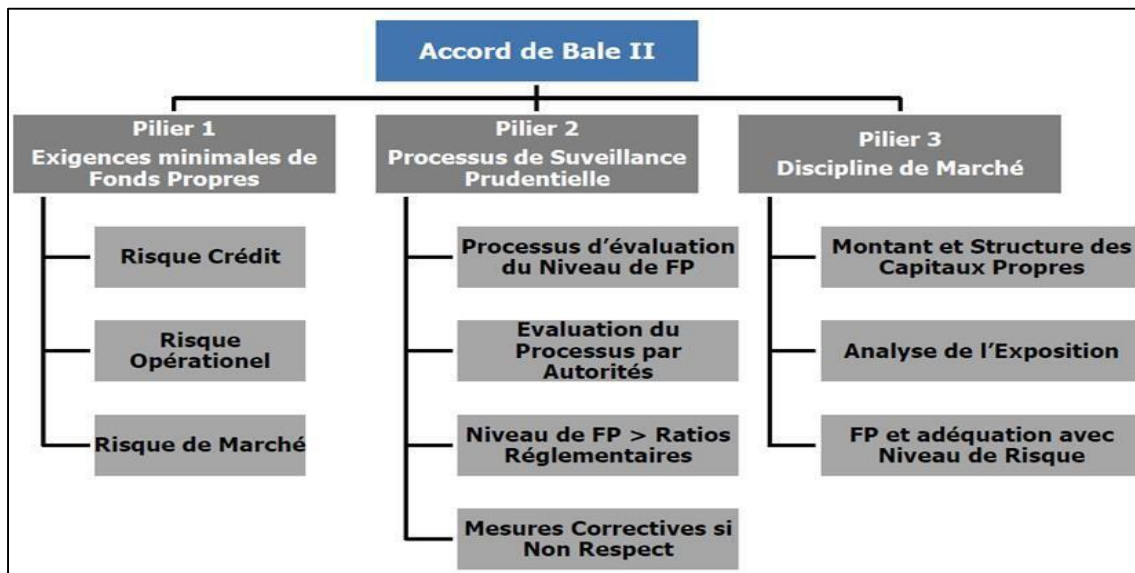 Accord de Bale II
Pilier 1
Exigences minimales de
Fonds Propres
Risque Crédit
Risque
Opérationel
Risque de Marché
Pilier 2
Processus de Suveillance
Prudentielle
Processus d'évaluation
du Niveau de FP
Evaluation du
Processus par
Autorités
Niveau de FP > Ratios
Réglementaires
Mesures Correctives si
Non Respect
Pilier 3
Discipline de Marché
Montant et Structure des
Capitaux Propres
Analyse de l'Exposition
FP et adéquation avec
Niveau de Risque